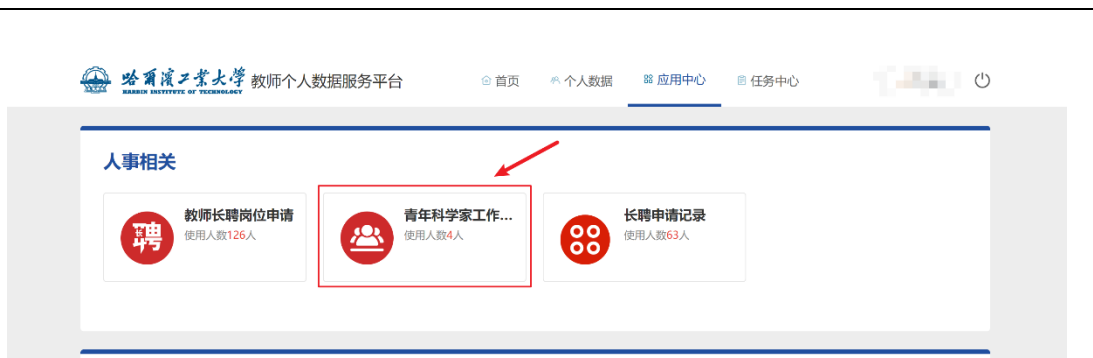 哈爾濱工業大學 教师个人数据服务平台 首页 个人数据 应用中心 任务中心
HARBIN INSTITUTE OF TECHNOLOGY
人事相关
聘 教师长聘岗位申请 青年科学家工作... 长聘申请记录
使用人数126人 使用人数4人 使用人数63人